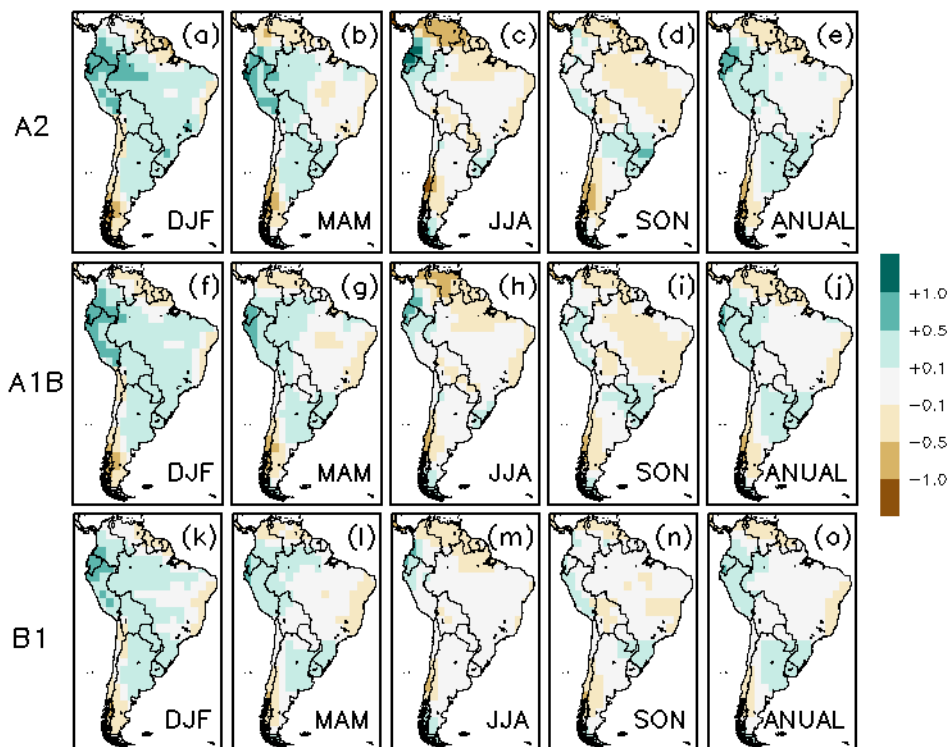 (a) (b) (c) (d) (e)
A2
DJF MAM JJA SON ANUAL
(f) (g) (h) (i) (j)
A1B
DJF MAM JJA SON ANUAL
(k) (l) (m) (n) (o)
B1
DJF MAM JJA SON ANUAL
+1.0
+0.5
+0.1
−0.1
−0.5
−1.0